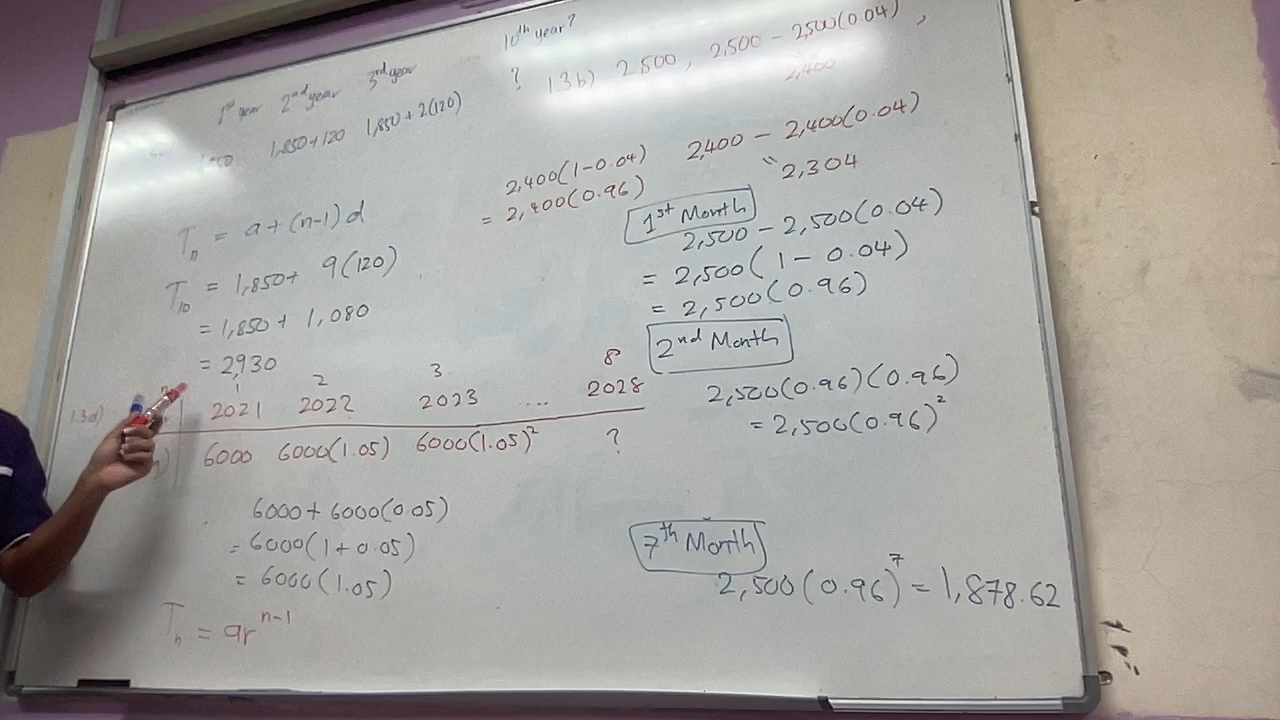 1st year 2nd year 3rd year
10th year?
1,850+120 1,850+2(120)
?
Tn = a+(n-1)d
T10 = 1,850+ 9(120)
= 1,850+ 1,080
= 2,930
13b) 2500, 2,500 - 2,500(0.04),
2,400
2,400(1-0.04)
= 2,400(0.96)
2,400 - 2,400(0.04)
2,304
1st Month
2,500 - 2,500(0.04)
= 2,500(1-0.04)
= 2,500(0.96)
2nd Month
2,500(0.96)(0.96)
= 2,500(0.96)²
1 2 3 8
13a) 2021 2022 2023 .... 2028
6000 6000(1.05) 6000(1.05)² ?
6000+6000(0.05)
= 6000(1+0.05)
= 6000(1.05)
Tn = ar^n-1
7th Month
2,500(0.96)⁷ = 1,878.62